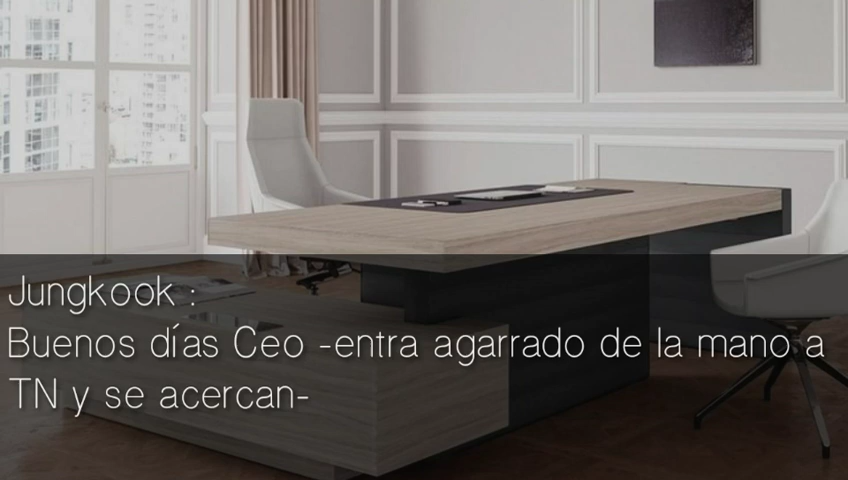 Jungkook :
Buenos días Ceo -entra agarrado de la mano a
TN y se acercan-